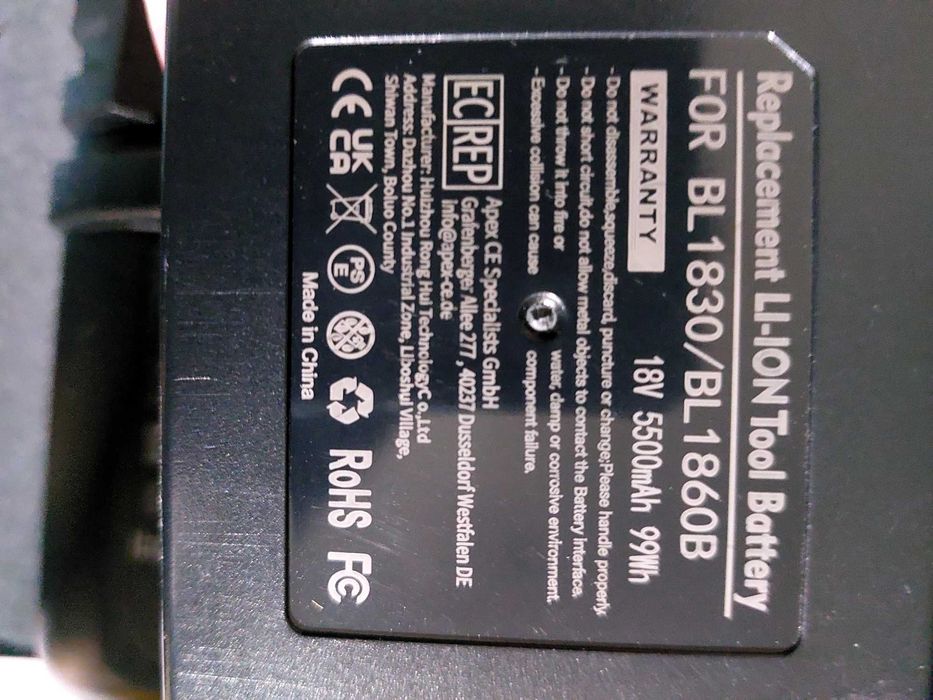 Replacement LI-ION Tool Battery
FOR BL1830/BL1860B
WARRANTY 18V 5500mAh 99Wh
- Do not disassemble,squeeze,discard, puncture or change;Please handle properly.
- Do not short circuit,do not allow metal objects to contact the Battery Interface.
- Do not throw it into fire or water, damp or corrosive environment.
- Excessive collision can cause component failure.
EC REP Apex CE Specialists GmbH
Grafenberger Allee 277 , 40237 Dusseldorf Westfalen DE
info@apex-ce.de
Manufacturer: Huizhou Rong Hui TechnologyC o.,Ltd
Address: Dazhou No.1 Industrial Zone, Liboshui Village,
Shiwan Town, Boluo County
CE UK CA PS E RoHS FC
Made in China